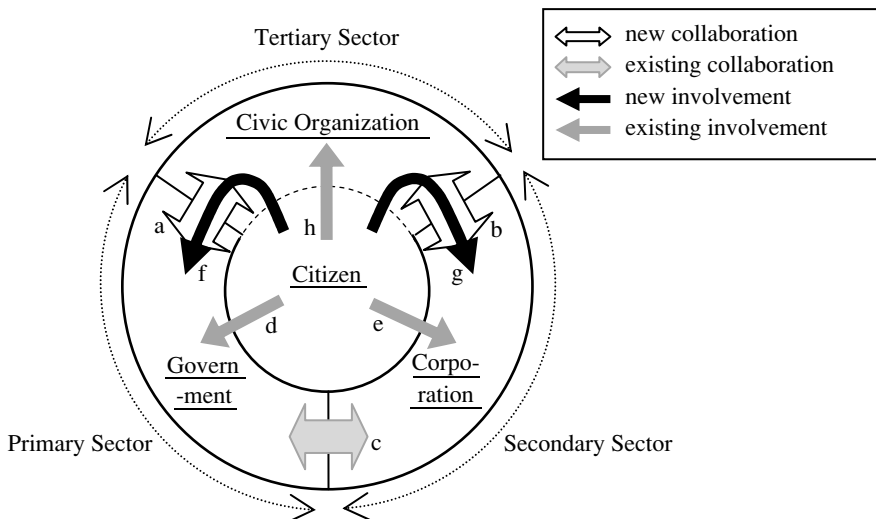 Tertiary Sector
new collaboration
existing collaboration
new involvement
existing involvement
Civic Organization
a
h
b
f
g
Citizen
d
e
Govern
-ment
Corpo-
ration
Primary Sector
c
Secondary Sector